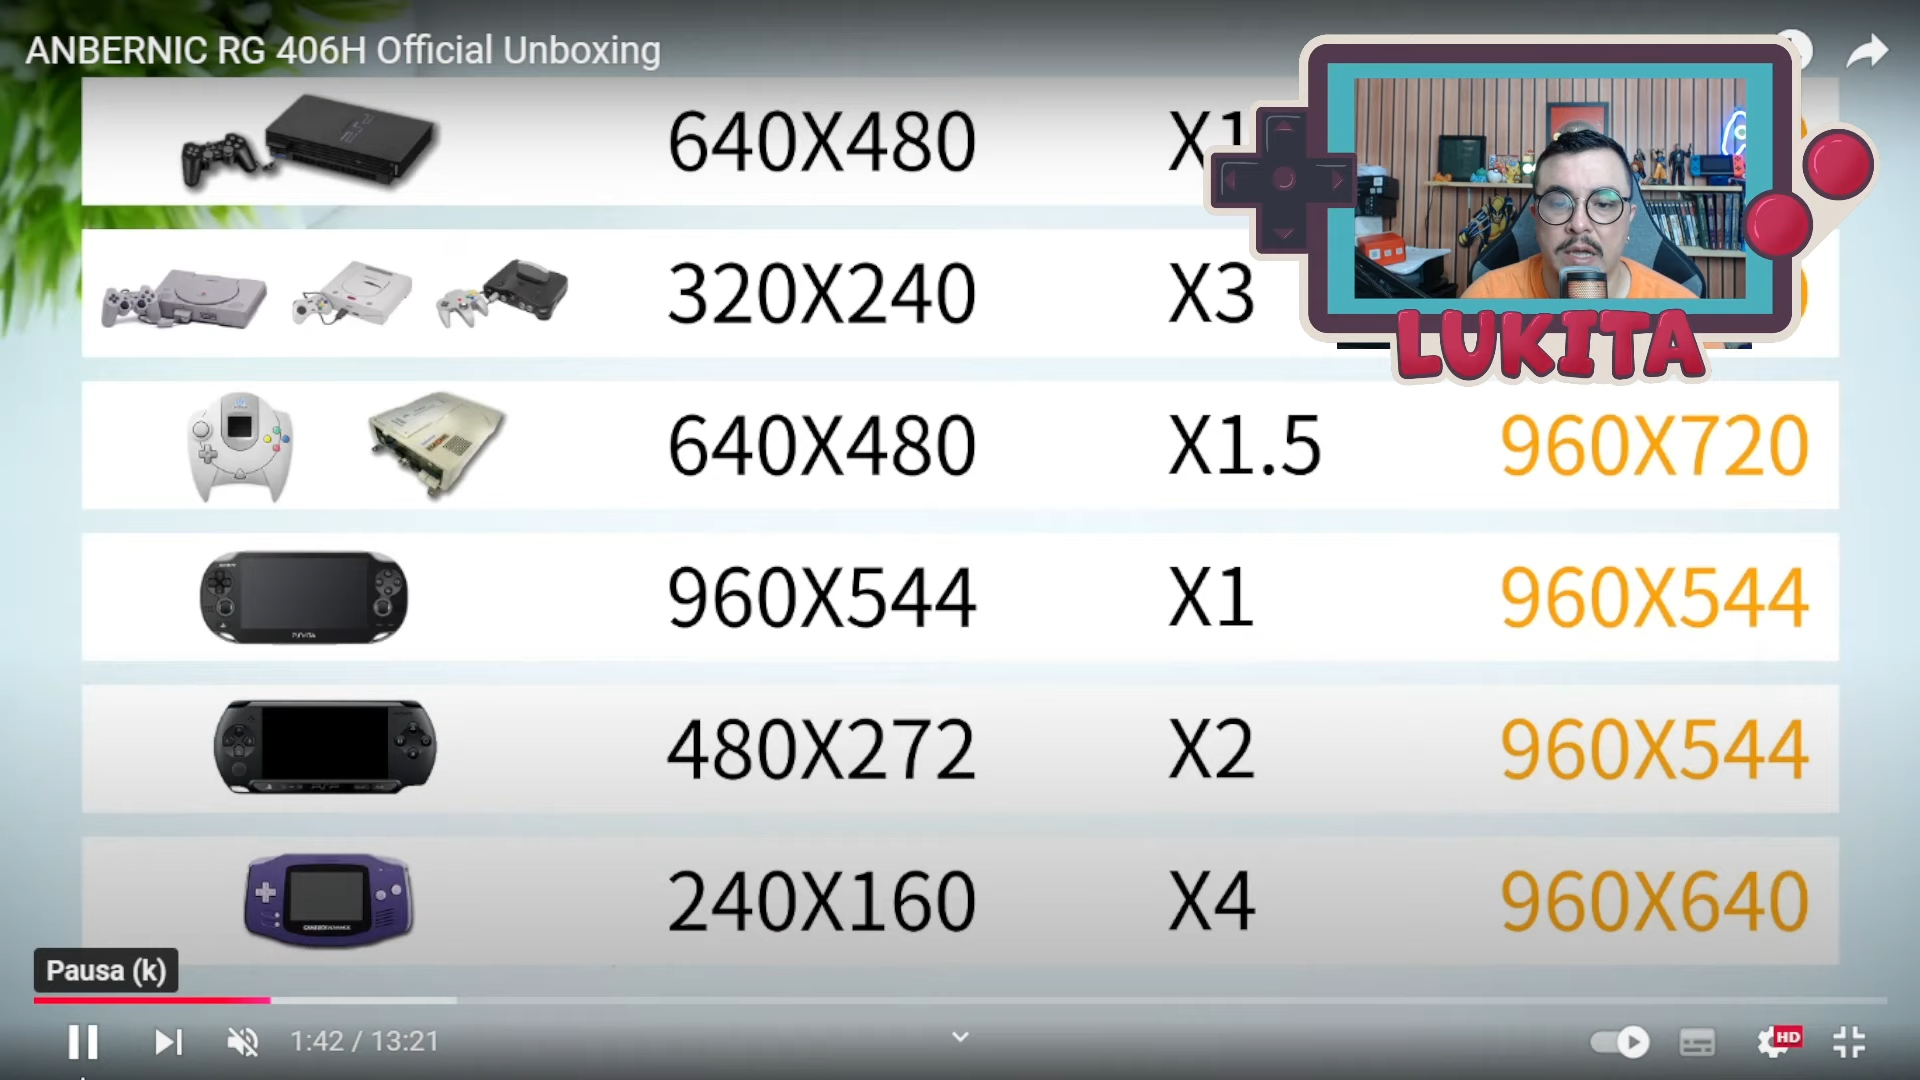 ANBERNIC RG 406H Official Unboxing
640X480 X1
320X240 X3
LUKITA
640X480 X1.5 960X720
960X544 X1 960X544
480X272 X2 960X544
240X160 X4 960X640
Pausa (k)
1:42 / 13:21
HD